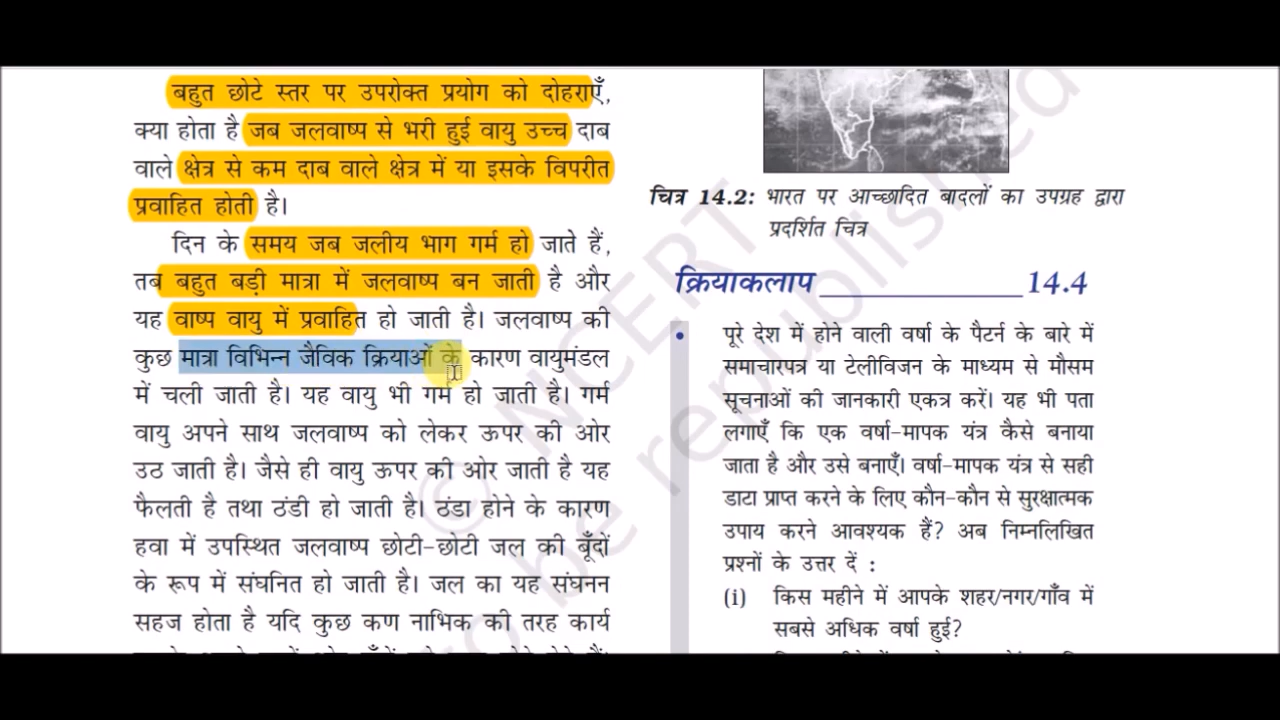 बहुत छोटे स्तर पर उपरोक्त प्रयोग को दोहराएँ,
क्या होता है जब जलवाष्प से भरी हुई वायु उच्च दाब
वाले क्षेत्र से कम दाब वाले क्षेत्र में या इसके विपरीत
प्रवाहित होती है।
दिन के समय जब जलीय भाग गर्म हो जाते हैं,
तब बहुत बड़ी मात्रा में जलवाष्प बन जाती है और
यह वाष्प वायु में प्रवाहित हो जाती है। जलवाष्प की
कुछ मात्रा विभिन्न जैविक क्रियाओं के कारण वायुमंडल
में चली जाती है। यह वायु भी गर्म हो जाती है। गर्म
वायु अपने साथ जलवाष्प को लेकर ऊपर की ओर
उठ जाती है। जैसे ही वायु ऊपर की ओर जाती है यह
फैलती है तथा ठंडी हो जाती है। ठंडा होने के कारण
हवा में उपस्थित जलवाष्प छोटी-छोटी जल की बूँदों
के रूप में संघनित हो जाती है। जल का यह संघनन
सहज होता है यदि कुछ कण नाभिक की तरह कार्य
चित्र 14.2: भारत पर आच्छादित बादलों का उपग्रह द्वारा
प्रदर्शित चित्र
क्रियाकलाप 14.4
• पूरे देश में होने वाली वर्षा के पैटर्न के बारे में
समाचारपत्र या टेलीविजन के माध्यम से मौसम
सूचनाओं की जानकारी एकत्र करें। यह भी पता
लगाएँ कि एक वर्षा-मापक यंत्र कैसे बनाया
जाता है और उसे बनाएँ। वर्षा-मापक यंत्र से सही
डाटा प्राप्त करने के लिए कौन-कौन से सुरक्षात्मक
उपाय करने आवश्यक हैं? अब निम्नलिखित
प्रश्नों के उत्तर दें :
(i) किस महीने में आपके शहर/नगर/गाँव में
सबसे अधिक वर्षा हुई?
© NCERT
o be republished